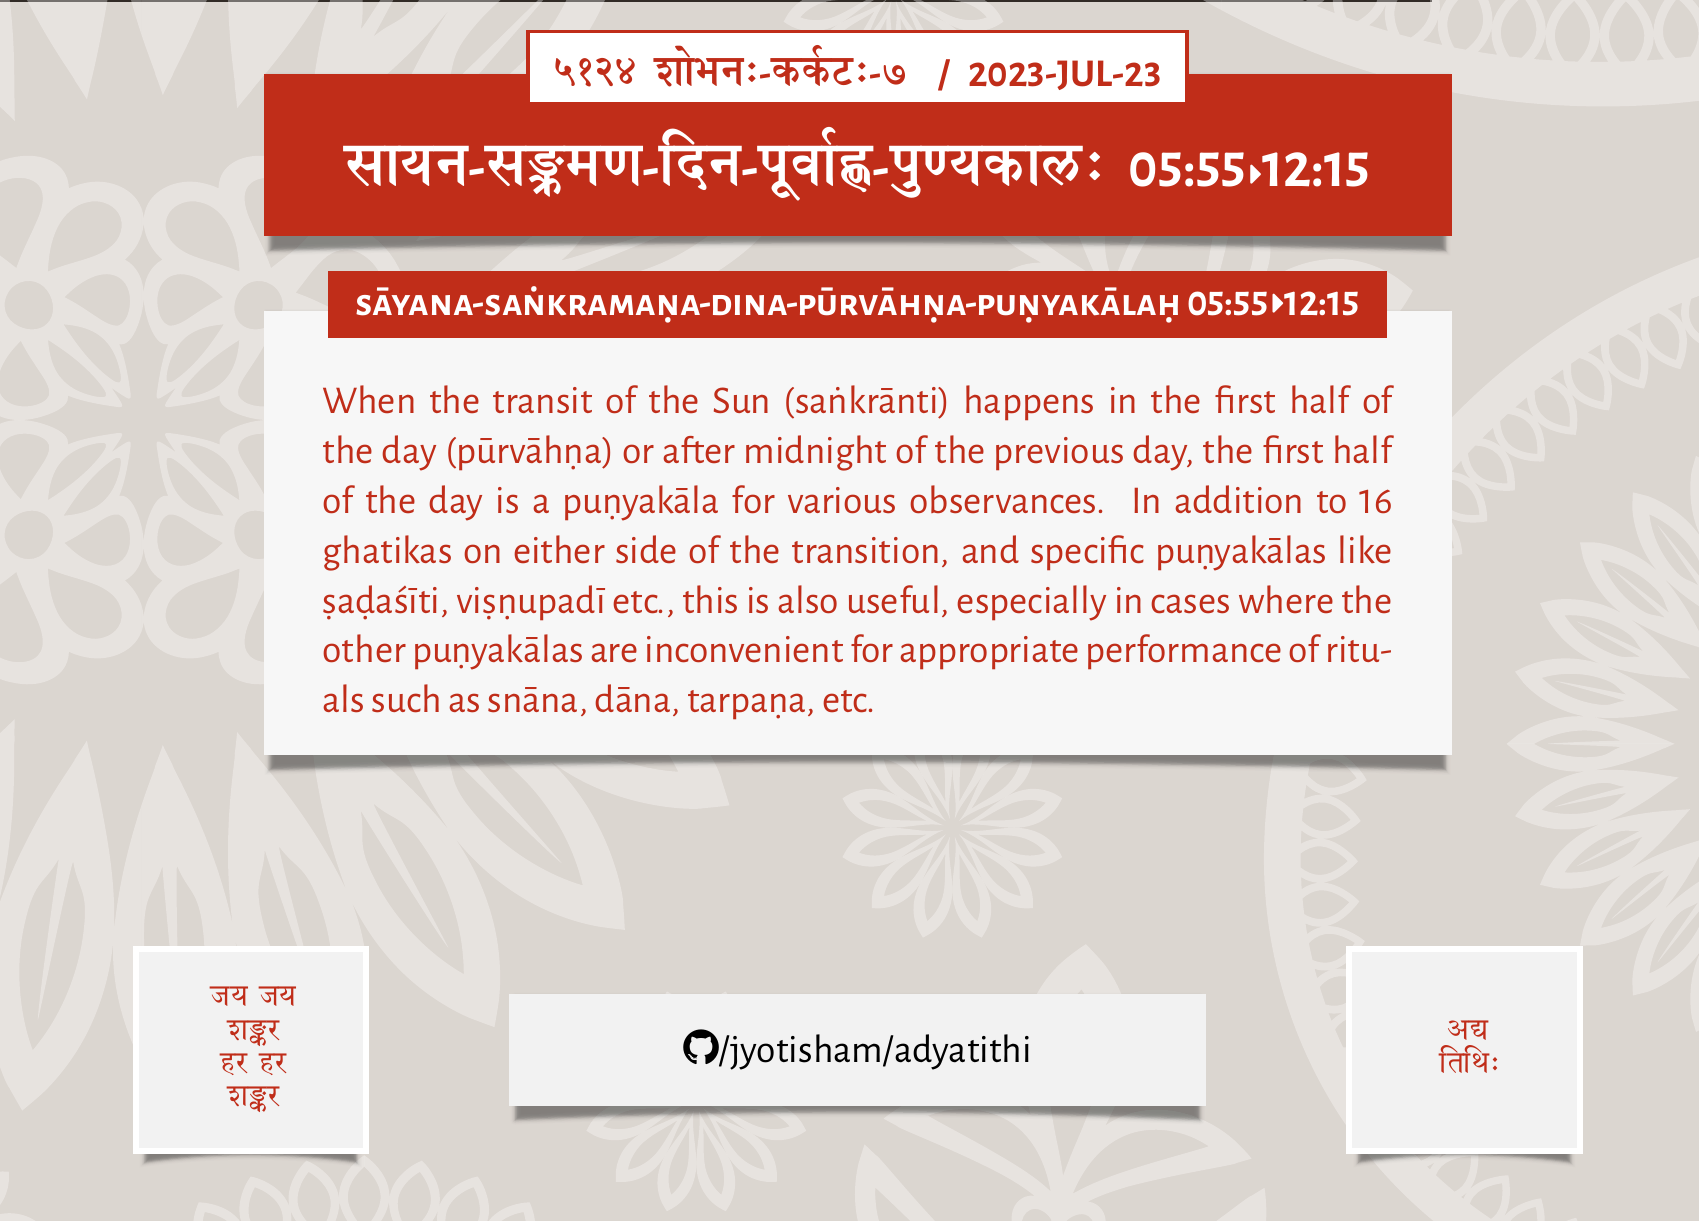 ५१२४ शोभनः-कर्कटः-७ / 2023-JUL-23
सायन-सङ्क्रमण-दिन-पूर्वाह्ण-पुण्यकालः 05:55▸12:15
SĀYANA-SAṄKRAMAṆA-DINA-PŪRVĀHṆA-PUṆYAKĀLAḤ 05:55▸12:15
When the transit of the Sun (saṅkrānti) happens in the first half of
the day (pūrvāhṇa) or after midnight of the previous day, the first half
of the day is a puṇyakāla for various observances. In addition to 16
ghatikas on either side of the transition, and specific puṇyakālas like
ṣaḍaśīti, viṣṇupadī etc., this is also useful, especially in cases where the
other puṇyakālas are inconvenient for appropriate performance of ritu-
als such as snāna, dāna, tarpaṇa, etc.
जय जय
शङ्कर
हर हर
शङ्कर
/jyotisham/adyatithi
अद्य
तिथिः